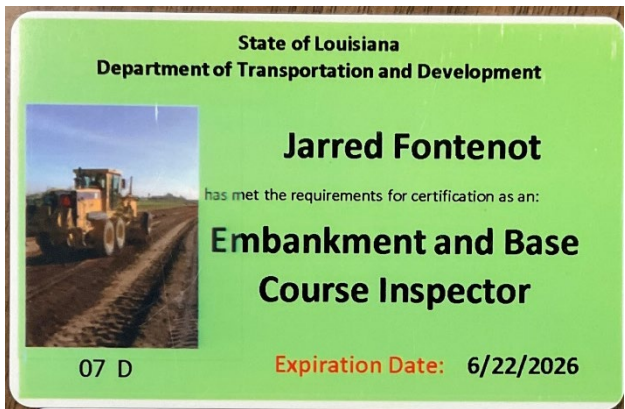 State of Louisiana
Department of Transportation and Development
Jarred Fontenot
has met the requirements for certification as an:
Embankment and Base
Course Inspector
07 D
Expiration Date: 6/22/2026